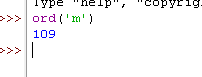 Type "help", "copyrig
>>> ord('m')
109
>>>